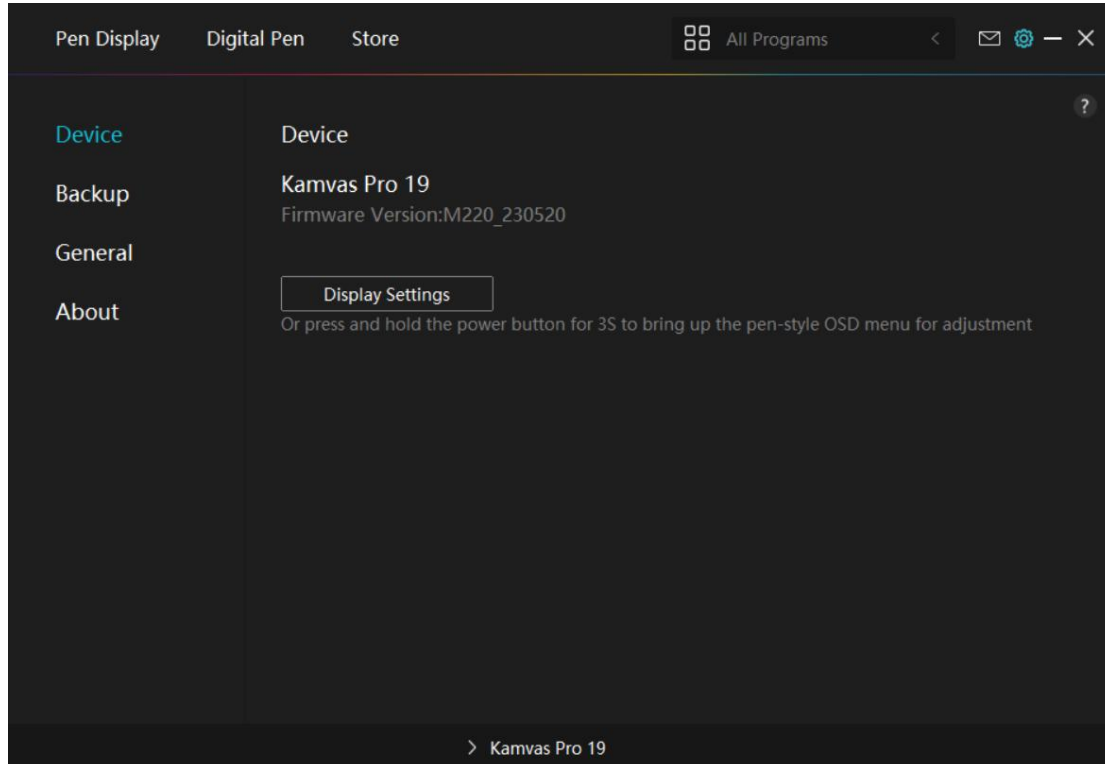 Pen Display Digital Pen Store All Programs
?
Device
Backup
General
About
Device
Kamvas Pro 19
Firmware Version:M220_230520
Display Settings
Or press and hold the power button for 3S to bring up the pen-style OSD menu for adjustment
Kamvas Pro 19